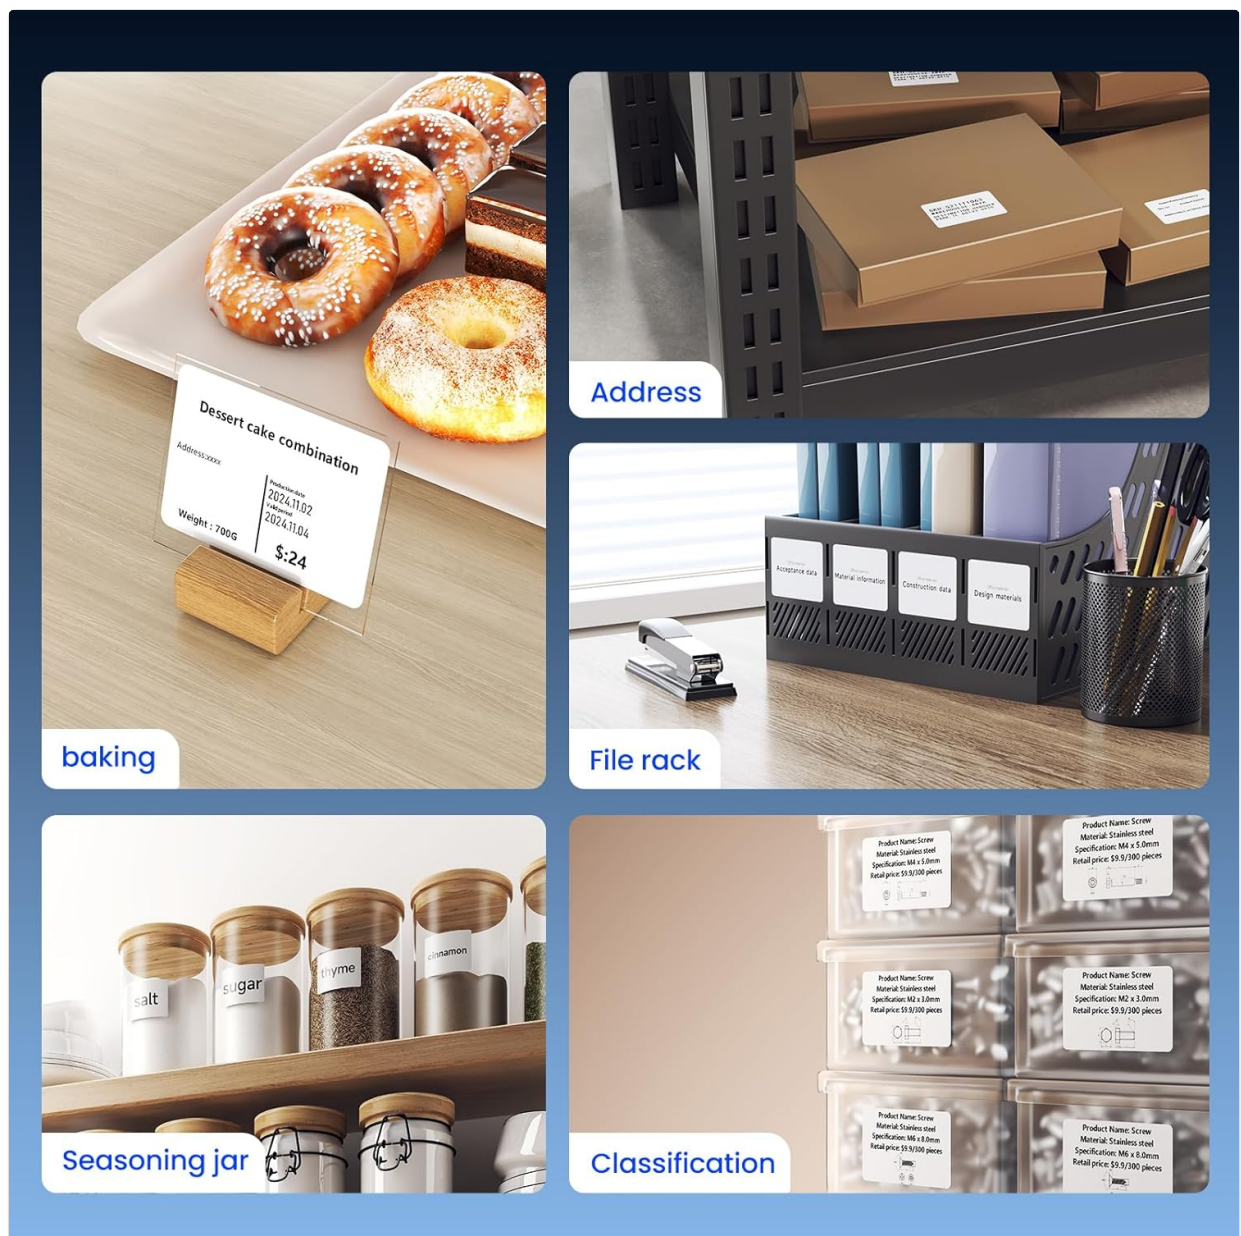 Dessert cake combination
Address:xxxx
Production date
2024.11.02
Valid period
2024.11.04
Weight : 700G
$:24
baking
SKU 52111065
WAREHOUSE AREA
Address
Acceptance data
Material information
Construction data
Design materials
File rack
salt
sugar
thyme
cinnamon
Seasoning jar
Product Name: Screw
Material: Stainless steel
Specification: M4 x 5.0mm
Retail price: $9.9/300 pieces
Product Name: Screw
Material: Stainless steel
Specification: M4 x 5.0mm
Retail price: $9.9/300 pieces
Product Name: Screw
Material: Stainless steel
Specification: M2 x 3.0mm
Retail price: $9.9/300 pieces
Product Name: Screw
Material: Stainless steel
Specification: M2 x 3.0mm
Retail price: $9.9/300 pieces
Product Name: Screw
Material: Stainless steel
Specification: M6 x 8.0mm
Retail price: $9.9/300 pieces
Product Name: Screw
Material: Stainless steel
Specification: M6 x 8.0mm
Retail price: $9.9/300 pieces
Classification